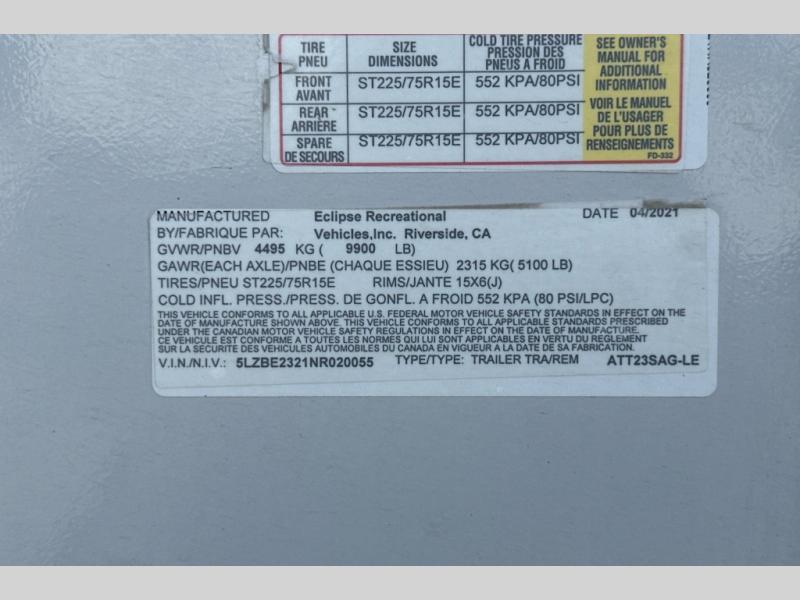 TIRE PNEU SIZE DIMENSIONS COLD TIRE PRESSURE PRESSION DES PNEUS A FROID
FRONT AVANT ST225/75R15E 552 KPA/80PSI
REAR ARRIÈRE ST225/75R15E 552 KPA/80PSI
SPARE DE SECOURS ST225/75R15E 552 KPA/80PSI
SEE OWNER'S
MANUAL FOR
ADDITIONAL
INFORMATION
VOIR LE MANUEL
DE L'USAGER
POUR PLUS DE
RENSEIGNEMENTS
FD-332
MANUFACTURED Eclipse Recreational DATE 04/2021
BY/FABRIQUE PAR: Vehicles,Inc. Riverside, CA
GVWR/PNBV 4495 KG ( 9900 LB)
GAWR(EACH AXLE)/PNBE (CHAQUE ESSIEU) 2315 KG( 5100 LB)
TIRES/PNEU ST225/75R15E RIMS/JANTE 15X6(J)
COLD INFL. PRESS./PRESS. DE GONFL. A FROID 552 KPA (80 PSI/LPC)
THIS VEHICLE CONFORMS TO ALL APPLICABLE U.S. FEDERAL MOTOR VEHICLE SAFETY STANDARDS IN EFFECT ON THE
DATE OF MANUFACTURE SHOWN ABOVE. THIS VEHICLE CONFORMS TO ALL APPLICABLE STANDARDS PRESCRIBED
UNDER THE CANADIAN MOTOR VEHICLE SAFETY REGULATIONS IN EFFECT ON THE DATE OF MANUFACTURE.
CE VÉHICULE EST CONFORME A TOUTES LES NORMES QUI LUI SONT APPLICABLES EN VERTU DU REGLEMENT
SUR LA SÉCURITÉ DES VEHICULES AUTOMOBILES DU CANADA EN VIGUEUR A LA DATE DE SA FABRICATION.
V.I.N./N.I.V.: 5LZBE2321NR020055 TYPE/TYPE: TRAILER TRA/REM ATT23SAG-LE